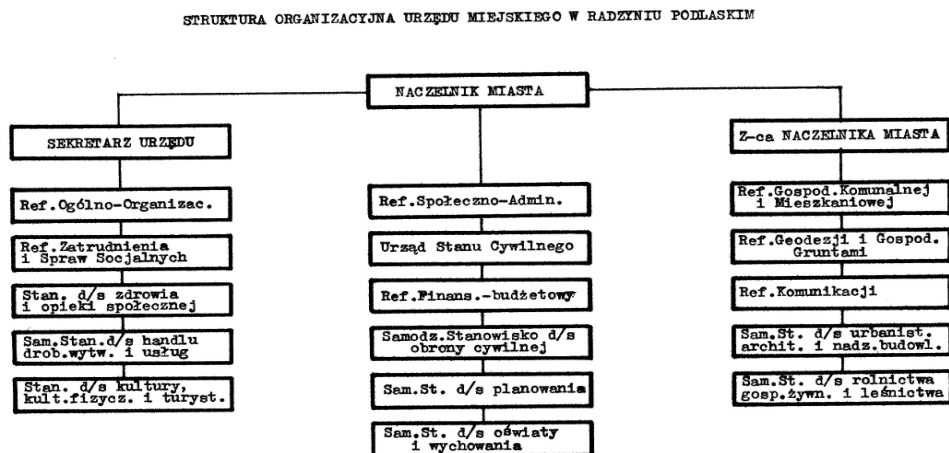 STRUKTURA ORGANIZACYJNA URZĘDU MIEJSKIEGO W RADZYNIU PODLASKIM
NACZELNIK MIASTA
SEKRETARZ URZĘDU
Ref.Ogólno-Organizac.
Ref.Zatrudnienia
i Spraw Socjalnych
Stan. d/s zdrowia
i opieki społecznej
Sam.Stan.d/s handlu
drob.wytw. i usług
Stan. d/s kultury,
kult.fizycz. i turyst.
Ref.Społeczno-Admin.
Urząd Stanu Cywilnego
Ref.Finans.-budżetowy
Samodz.Stanowisko d/s
obrony cywilnej
Sam.St. d/s planowania
Sam.St. d/s oświaty
i wychowania
Z-ca NACZELNIKA MIASTA
Ref.Gospod.Komunalnej
i Mieszkaniowej
Ref.Geodezji i Gospod.
Gruntami
Ref.Komunikacji
Sam.St. d/s urbanist.
archit. i nadz.budowl.
Sam.St. d/s rolnictwa
gosp.żywn. i leśnictwa